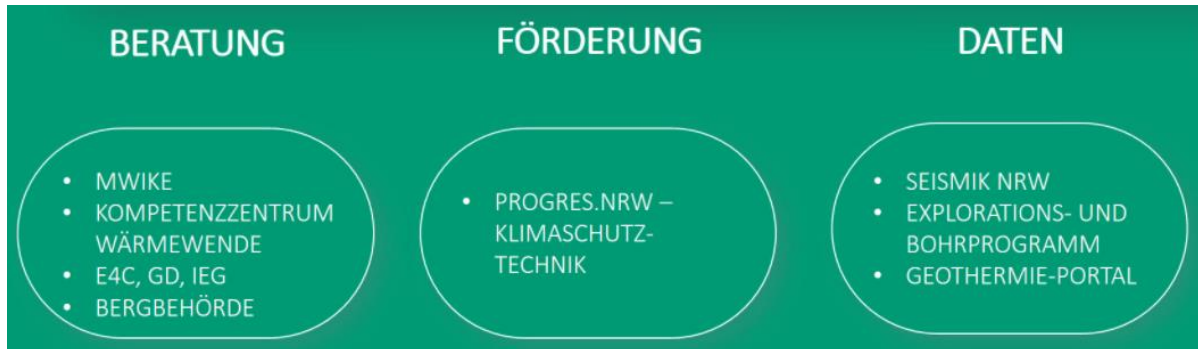 BERATUNG
• MWIKE
• KOMPETENZZENTRUM
WÄRMEWENDE
• E4C, GD, IEG
• BERGBEHÖRDE
FÖRDERUNG
• PROGRES.NRW –
KLIMASCHUTZ-
TECHNIK
DATEN
• SEISMIK NRW
• EXPLORATIONS- UND
BOHRPROGRAMM
• GEOTHERMIE-PORTAL